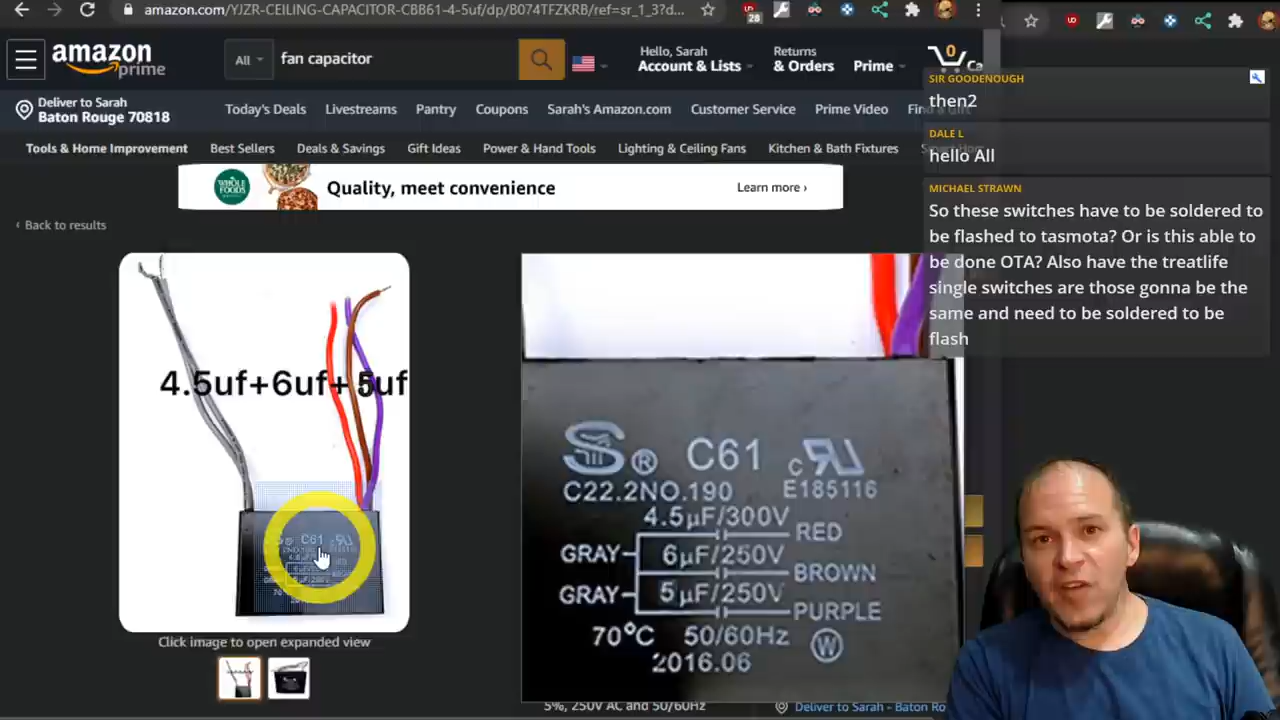 amazon.com/YJZR-CEILING-CAPACITOR-CBB61-4-5uf/dp/B074TFZKRB/ref=sr_1_3?d...
28
amazon
prime
All
fan capacitor
Hello, Sarah
Account & Lists
Returns
& Orders
Prime
0
Ca
Deliver to Sarah
Baton Rouge 70818
Today's Deals
Livestreams
Pantry
Coupons
Sarah's Amazon.com
Customer Service
Prime Video
Find a Gift
Tools & Home Improvement
Best Sellers
Deals & Savings
Gift Ideas
Power & Hand Tools
Lighting & Ceiling Fans
Kitchen & Bath Fixtures
WHOLE
FOODS
Quality, meet convenience
Learn more ›
‹ Back to results
4.5uf+6uf+5uf
C61
Click image to open expanded view
S ® C61 c
C22.2NO.190 E185116
4.5µF/300V RED
GRAY 6µF/250V BROWN
GRAY 5µF/250V PURPLE
70°C 50/60Hz W
2016.06
5%, 250V AC and 50/60Hz
Deliver to Sarah - Baton Ro
SIR GOODENOUGH
then2
DALE L
hello All
MICHAEL STRAWN
So these switches have to be soldered to
be flashed to tasmota? Or is this able to
be done OTA? Also have the treatlife
single switches are those gonna be the
same and need to be soldered to be
flash